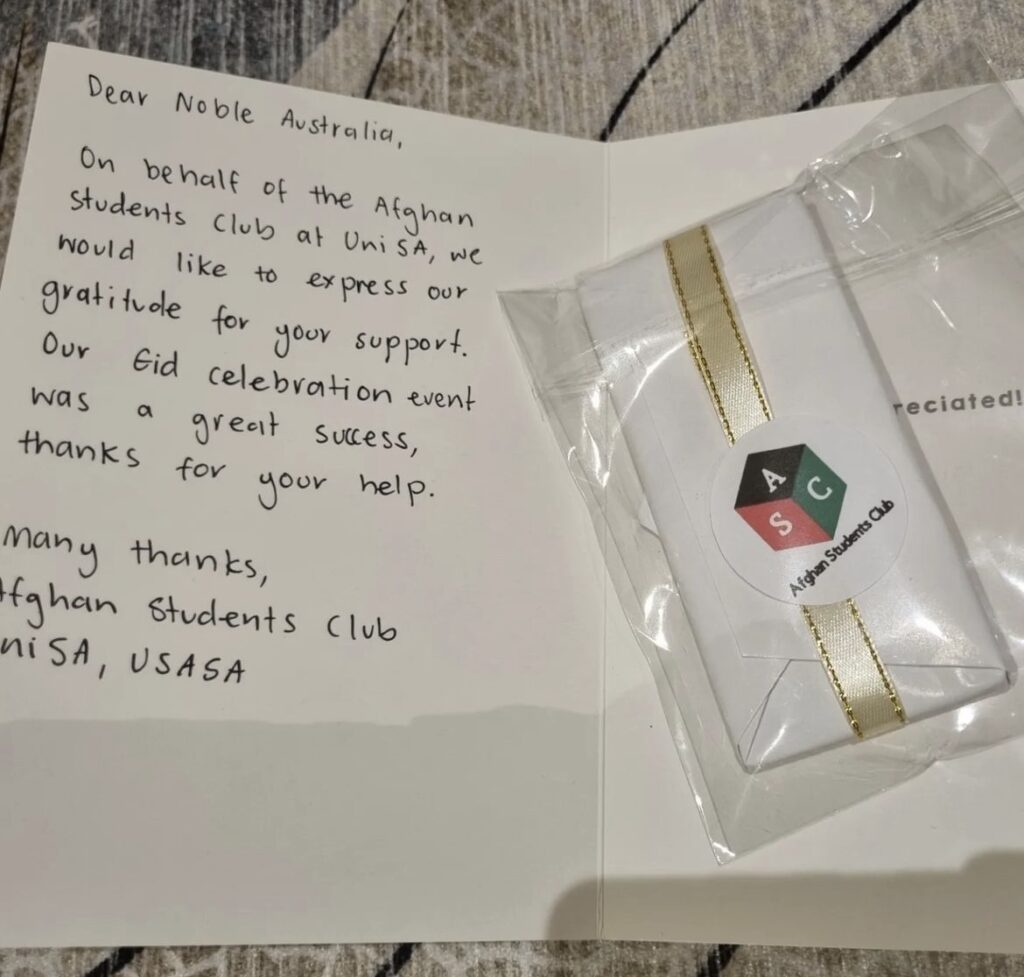 Dear Noble Australia,
On behalf of the Afghan
students Club at UniSA, we
would like to express our
gratitude for your support.
Our Eid celebration event
was a great success,
thanks for your help.
Many thanks,
Afghan Students Club
UniSA, USASA
reciated!
A
C
S
Afghan Students Club